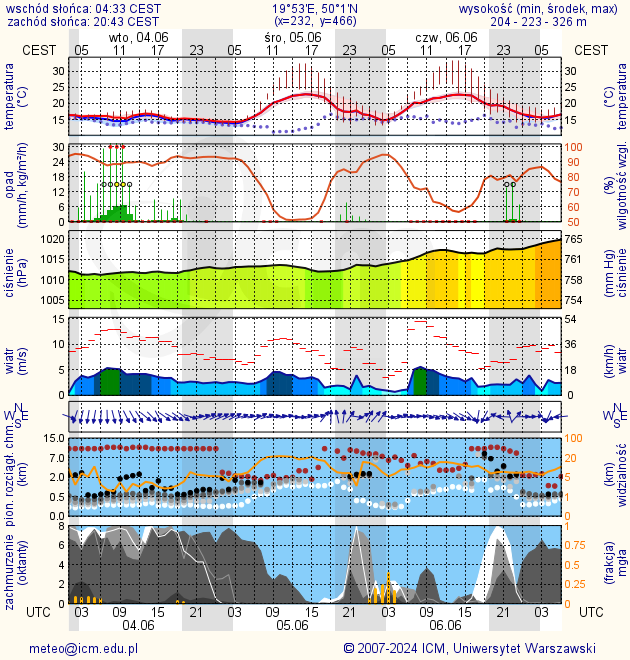 wschód słońca: 04:33 CEST 19°53'E, 50°1'N wysokość (min, środek, max)
zachód słońca: 20:43 CEST (x=232, y=466) 204 - 223 - 326 m
wto, 04.06 śro, 05.06 czw, 06.06
CEST 05 11 17 23 05 11 17 23 05 11 17 23 05 CEST
temperatura (°C)
30 25 20 15
30 25 20 15
temperatura (°C)
opad (mm/h, kg/m²/h)
30 24 18 12 6 0
100 90 80 70 60 50
(%) wilgotność wzgl.
ciśnienie (hPa)
1020 1015 1010 1005
765 761 758 754
(mm Hg) ciśnienie
wiatr (m/s)
15 10 5 0
54 36 18 0
(km/h) wiatr
N W E S
N W E S
pion. rozciągł. chm. (km)
15.0 7.0 2.0 0.5 0.0
100 20 5 1 0
(km) widzialność
zachmurzenie (oktanty)
8 6 4 2 0
1 0.75 0.5 0.25 0
(frakcja) mgła
UTC 03 09 15 21 03 09 15 21 03 09 15 21 03 UTC
04.06 05.06 06.06
meteo@icm.edu.pl © 2007-2024 ICM, Uniwersytet Warszawski